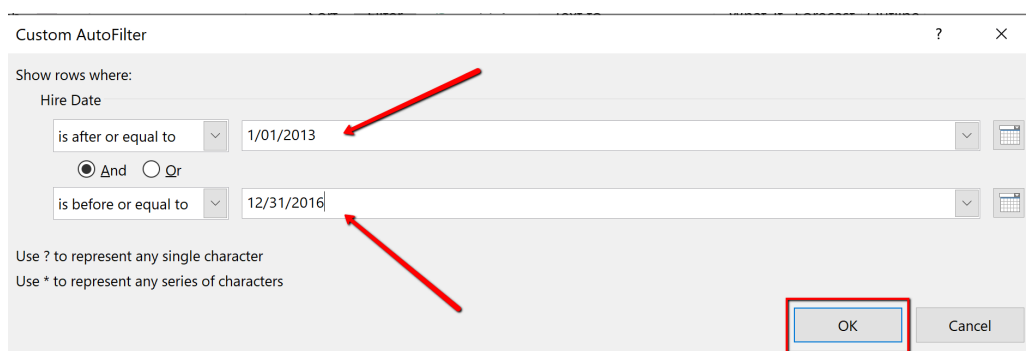 Custom AutoFilter ?
Show rows where:
Hire Date
is after or equal to 1/01/2013
And Or
is before or equal to 12/31/2016
Use ? to represent any single character
Use * to represent any series of characters
OK Cancel